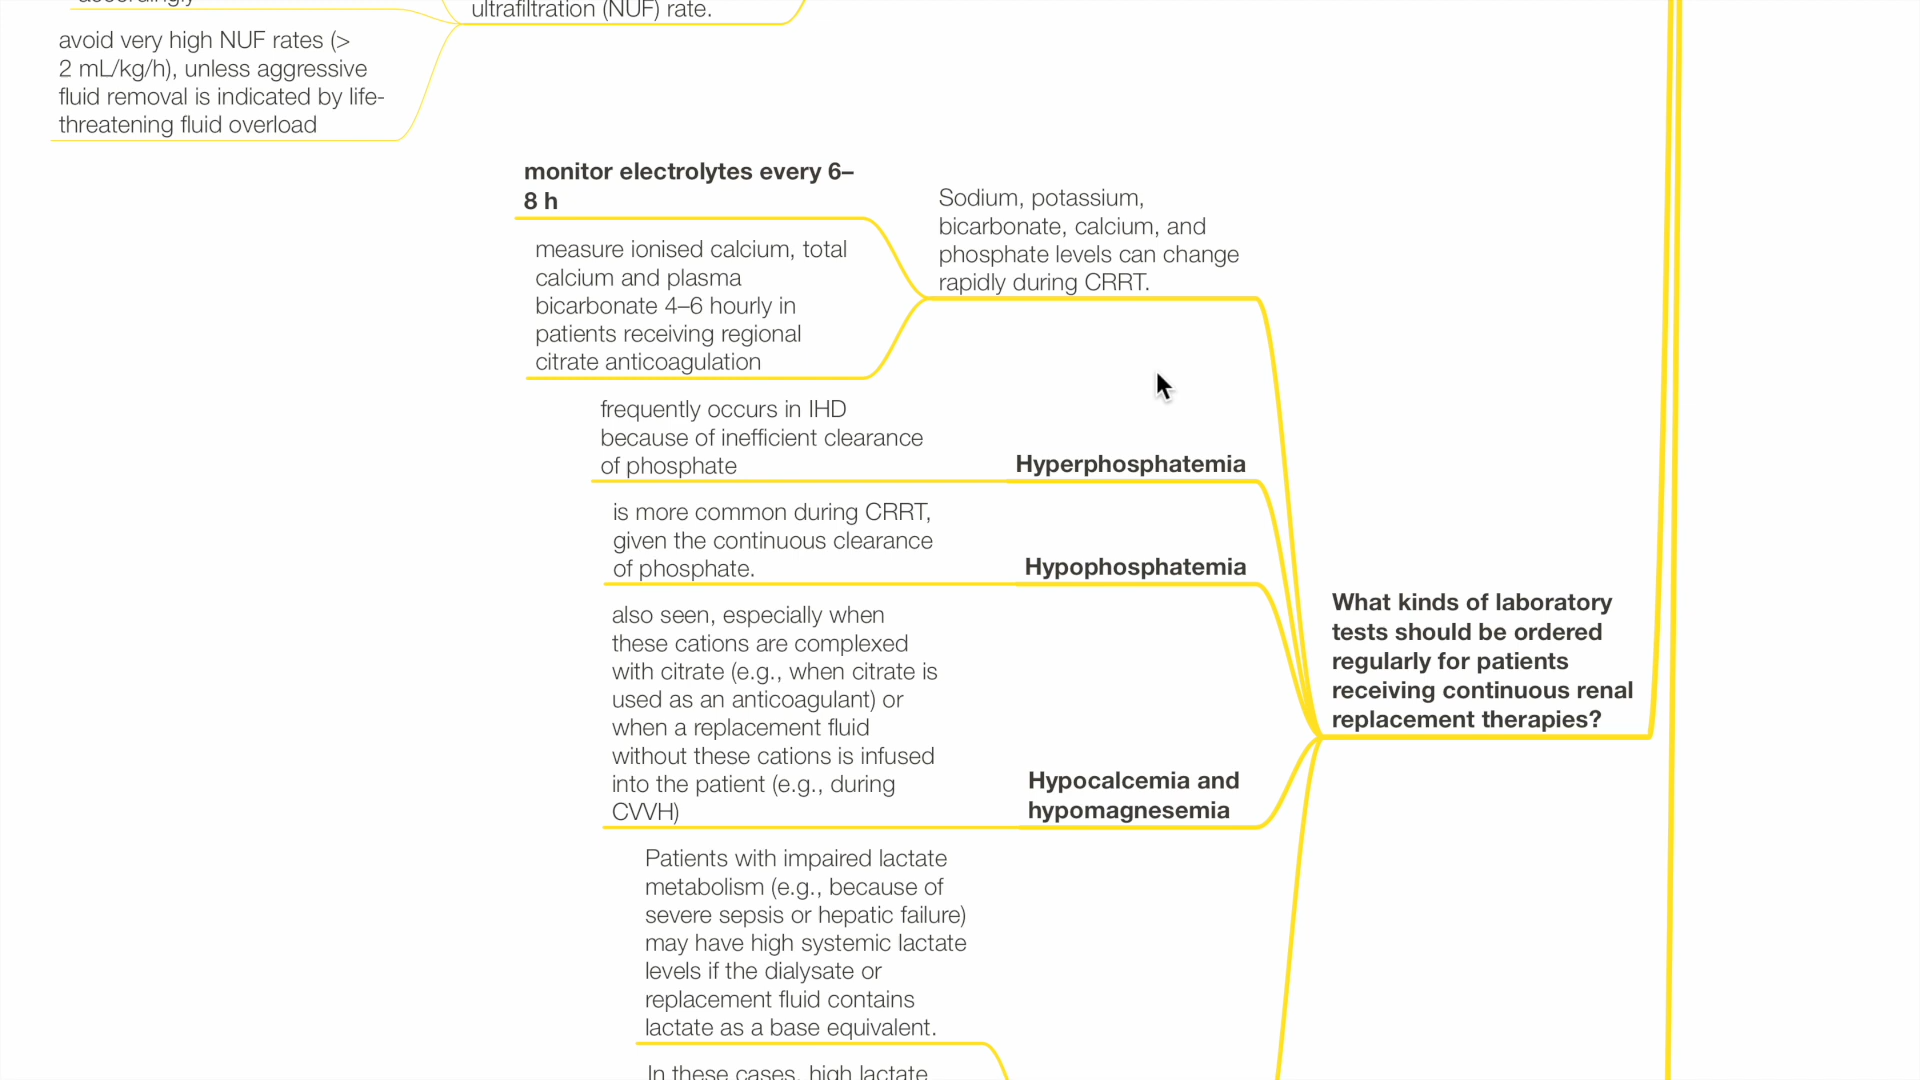 accordingly
ultrafiltration (NUF) rate.
avoid very high NUF rates (>
2 mL/kg/h), unless aggressive
fluid removal is indicated by life-
threatening fluid overload
monitor electrolytes every 6–
8 h
measure ionised calcium, total
calcium and plasma
bicarbonate 4–6 hourly in
patients receiving regional
citrate anticoagulation
Sodium, potassium,
bicarbonate, calcium, and
phosphate levels can change
rapidly during CRRT.
frequently occurs in IHD
because of inefficient clearance
of phosphate
Hyperphosphatemia
is more common during CRRT,
given the continuous clearance
of phosphate.
Hypophosphatemia
also seen, especially when
these cations are complexed
with citrate (e.g., when citrate is
used as an anticoagulant) or
when a replacement fluid
without these cations is infused
into the patient (e.g., during
CVVH)
Hypocalcemia and
hypomagnesemia
What kinds of laboratory
tests should be ordered
regularly for patients
receiving continuous renal
replacement therapies?
Patients with impaired lactate
metabolism (e.g., because of
severe sepsis or hepatic failure)
may have high systemic lactate
levels if the dialysate or
replacement fluid contains
lactate as a base equivalent.
In these cases, high lactate